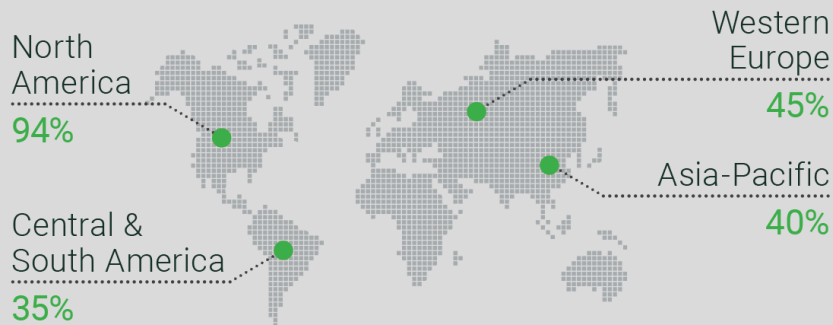 North
America
94%
Western
Europe
45%
Asia-Pacific
40%
Central &
South America
35%